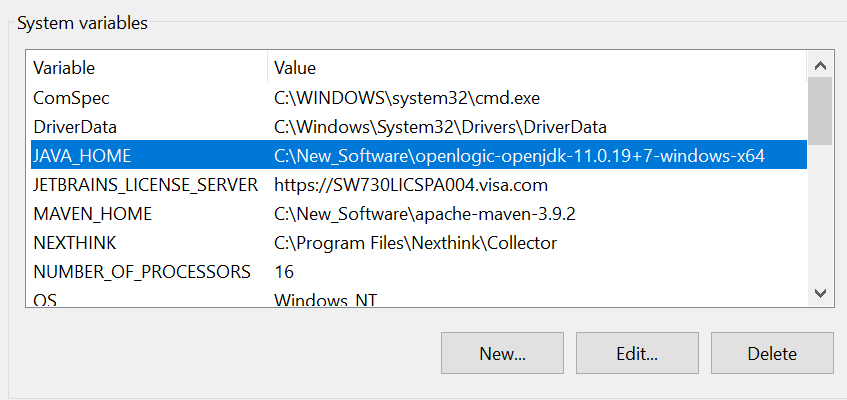 System variables
Variable Value
ComSpec C:\WINDOWS\system32\cmd.exe
DriverData C:\Windows\System32\Drivers\DriverData
JAVA_HOME C:\New_Software\openlogic-openjdk-11.0.19+7-windows-x64
JETBRAINS_LICENSE_SERVER https://SW730LICSPA004.visa.com
MAVEN_HOME C:\New_Software\apache-maven-3.9.2
NEXTHINK C:\Program Files\Nexthink\Collector
NUMBER_OF_PROCESSORS 16
OS Windows_NT
New... Edit... Delete